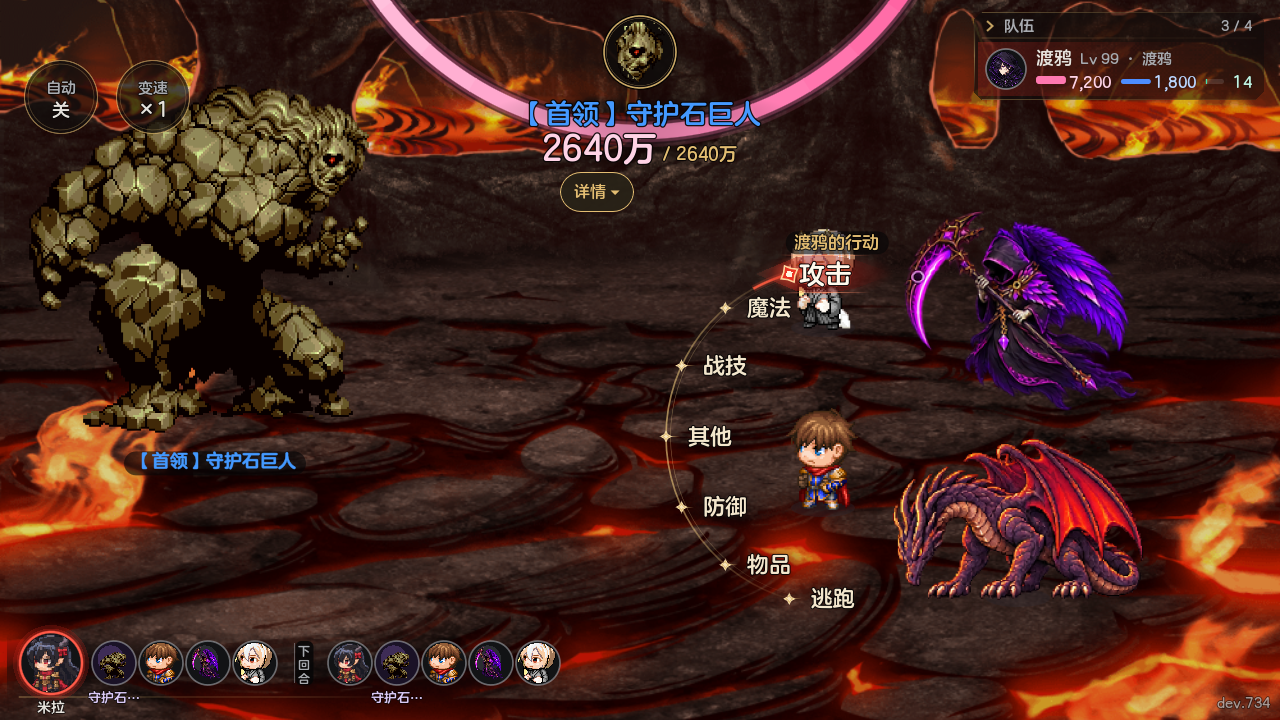 自动
关
变速
×1
【首领】守护石巨人
2640万 / 2640万
详情
队伍
3 / 4
渡鸦 Lv 99 · 渡鸦
7,200 1,800 14
渡鸦的行动
攻击
魔法
战技
其他
防御
物品
逃跑
【首领】守护石巨人
米拉
守护石…
下回合
守护石…
dev.734